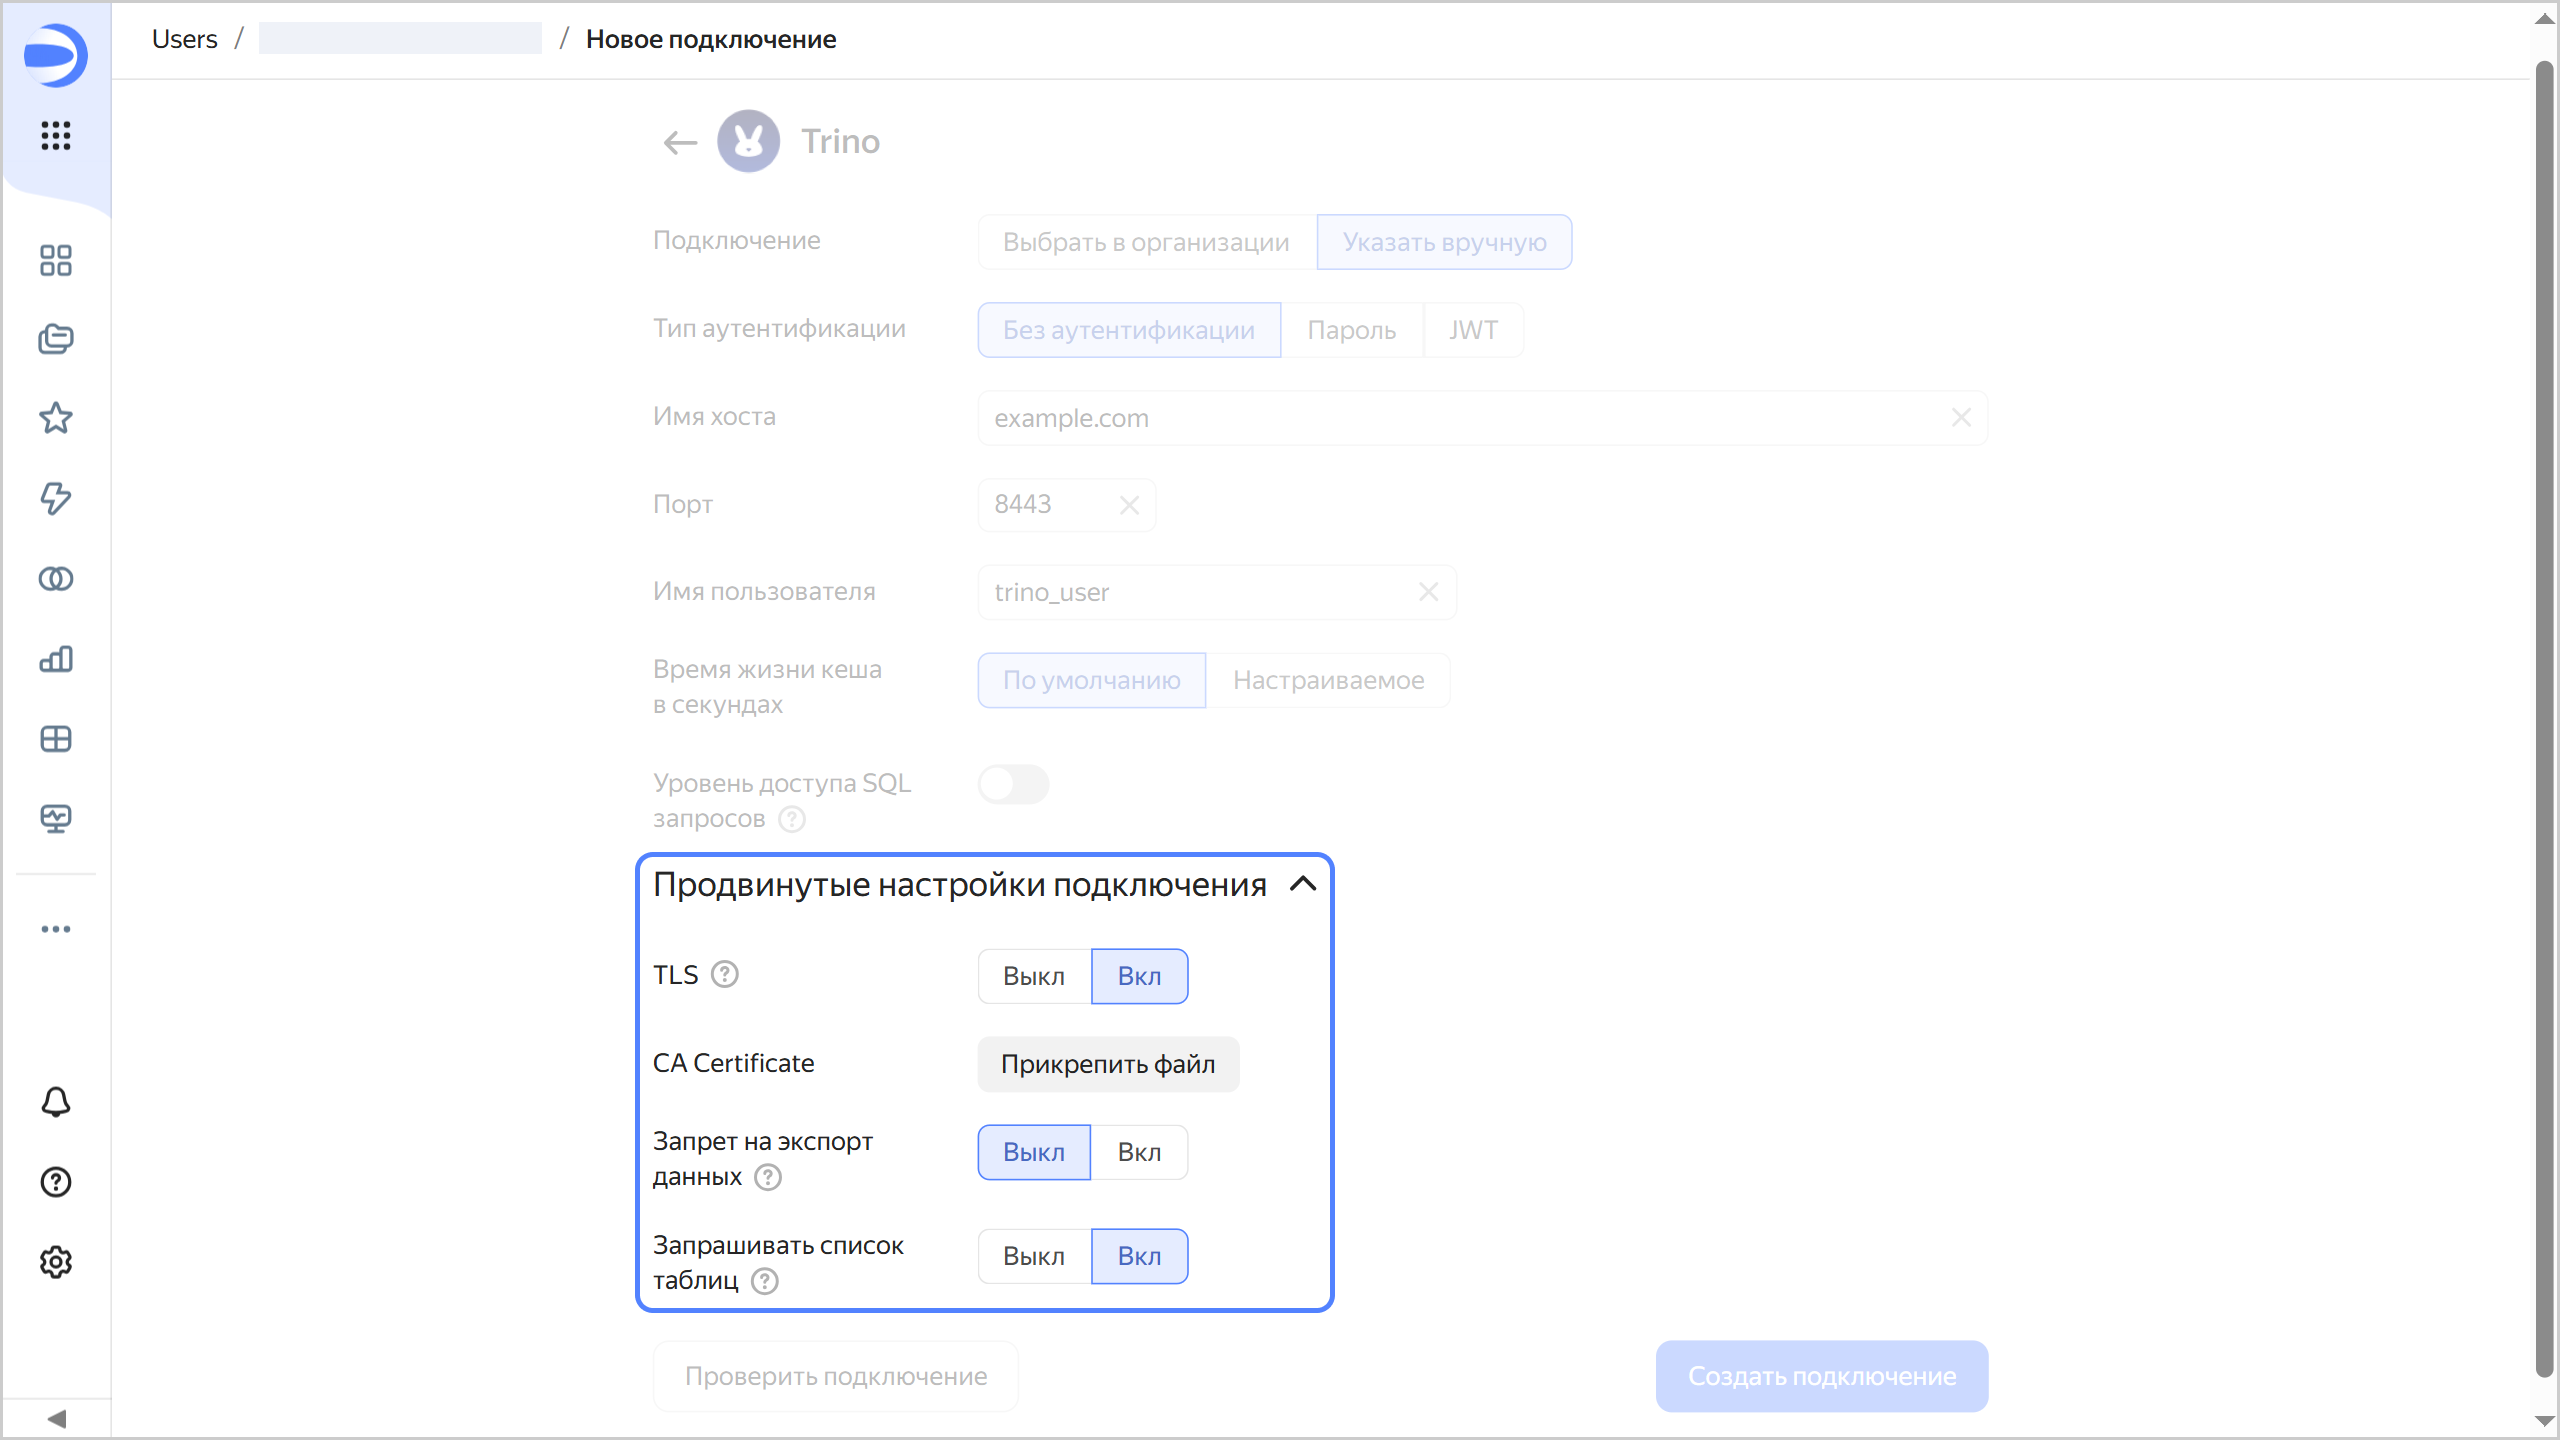 Users / / Новое подключение
Trino
Подключение Выбрать в организации Указать вручную
Тип аутентификации Без аутентификации Пароль JWT
Имя хоста example.com
Порт 8443
Имя пользователя trino_user
Время жизни кеша
в секундах По умолчанию Настраиваемое
Уровень доступа SQL
запросов ?
Продвинутые настройки подключения
TLS ? Выкл Вкл
CA Certificate Прикрепить файл
Запрет на экспорт
данных ? Выкл Вкл
Запрашивать список
таблиц ? Выкл Вкл
Проверить подключение Создать подключение